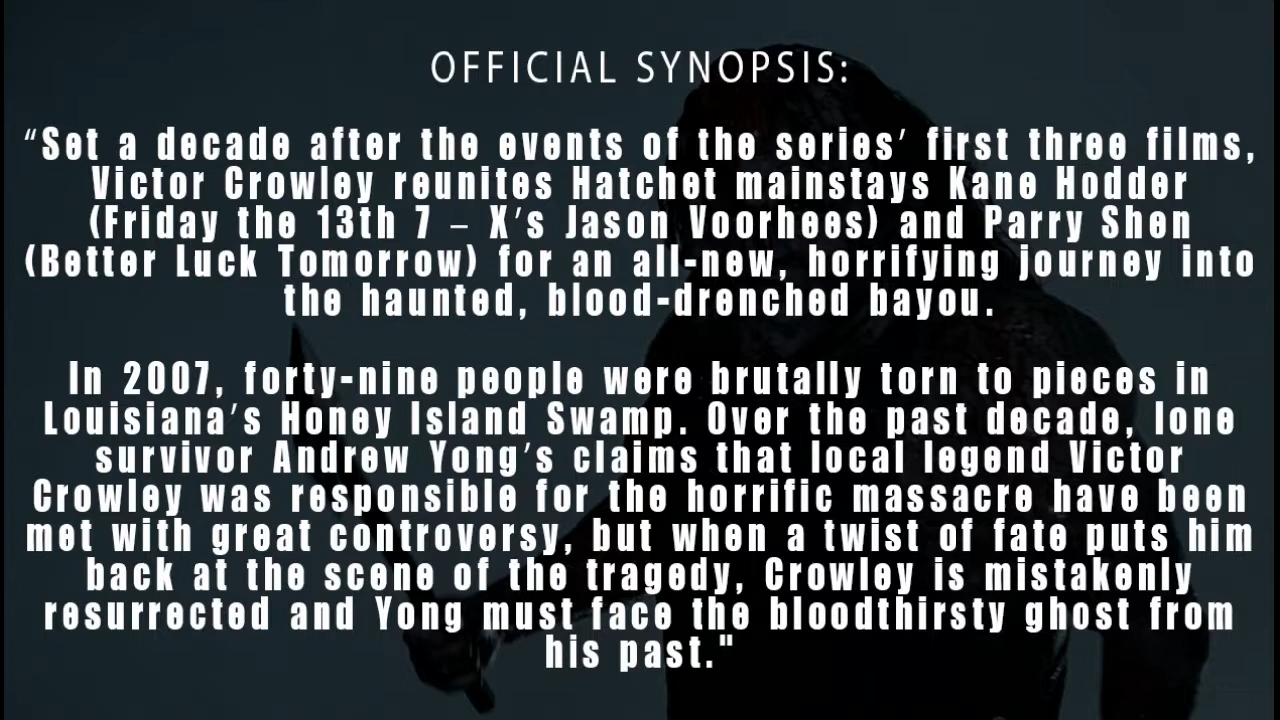 OFFICIAL SYNOPSIS:
“Set a decade after the events of the series’ first three films,
Victor Crowley reunites Hatchet mainstays Kane Hodder
(Friday the 13th 7 – X’s Jason Voorhees) and Parry Shen
(Better Luck Tomorrow) for an all-new, horrifying journey into
the haunted, blood-drenched bayou.
In 2007, forty-nine people were brutally torn to pieces in
Louisiana’s Honey Island Swamp. Over the past decade, lone
survivor Andrew Yong’s claims that local legend Victor
Crowley was responsible for the horrific massacre have been
met with great controversy, but when a twist of fate puts him
back at the scene of the tragedy, Crowley is mistakenly
resurrected and Yong must face the bloodthirsty ghost from
his past."